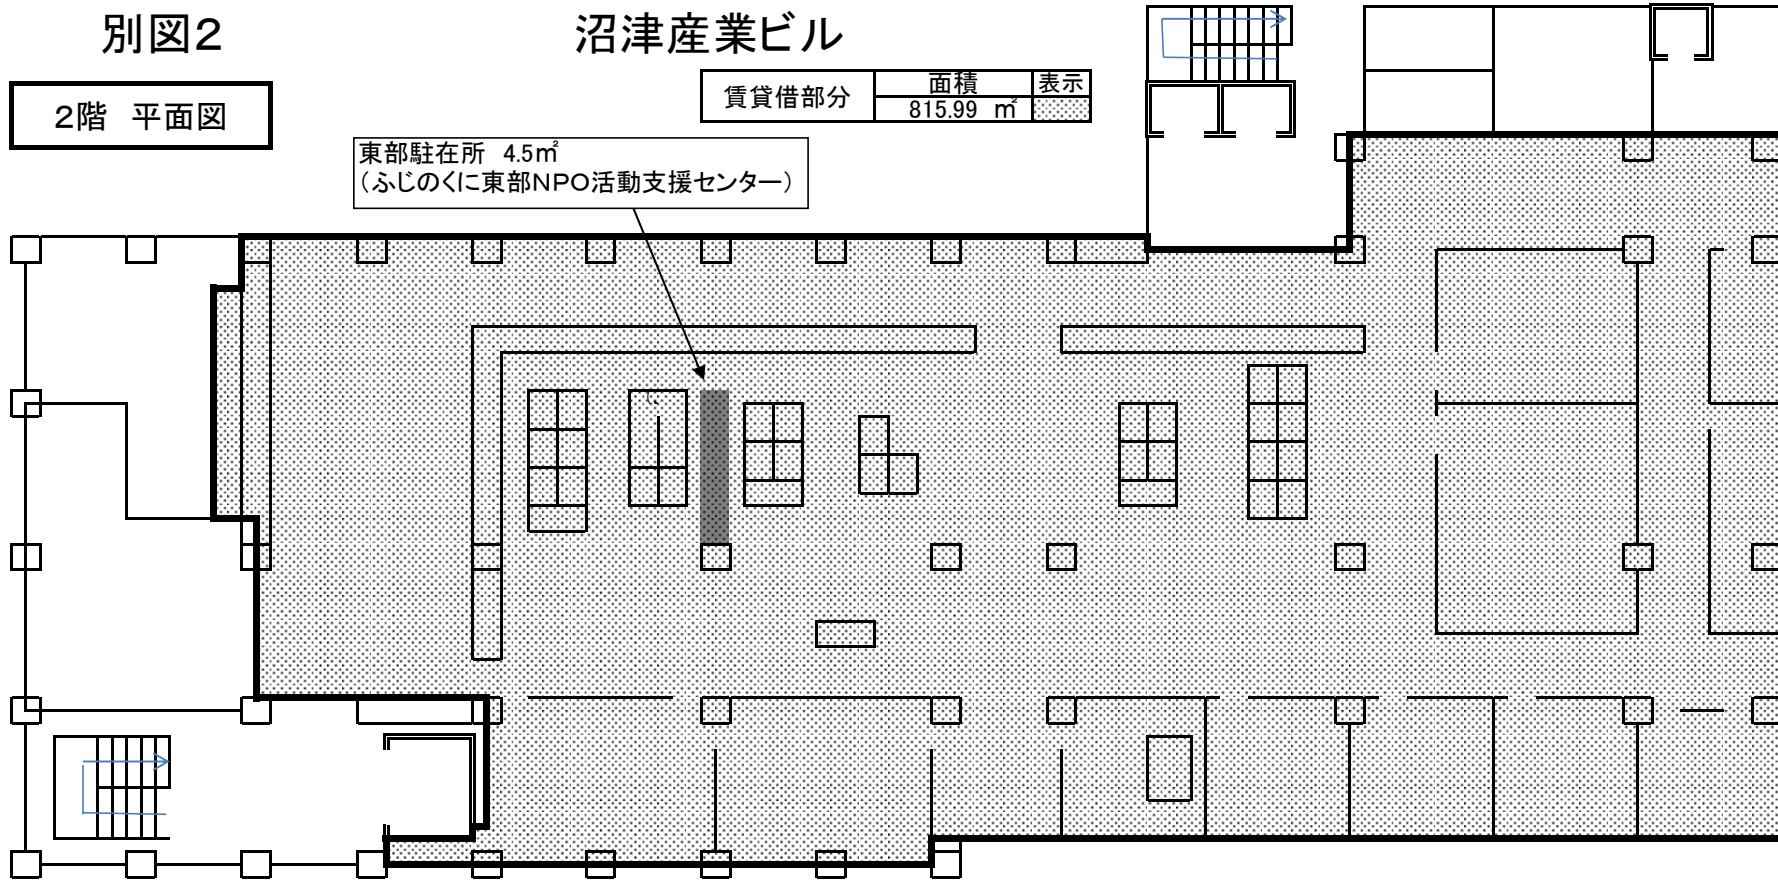 別図2
沼津産業ビル
2階 平面図
賃貸借部分 面積 表示
815.99 ㎡
東部駐在所 4.5㎡
(ふじのくに東部NPO活動支援センター)